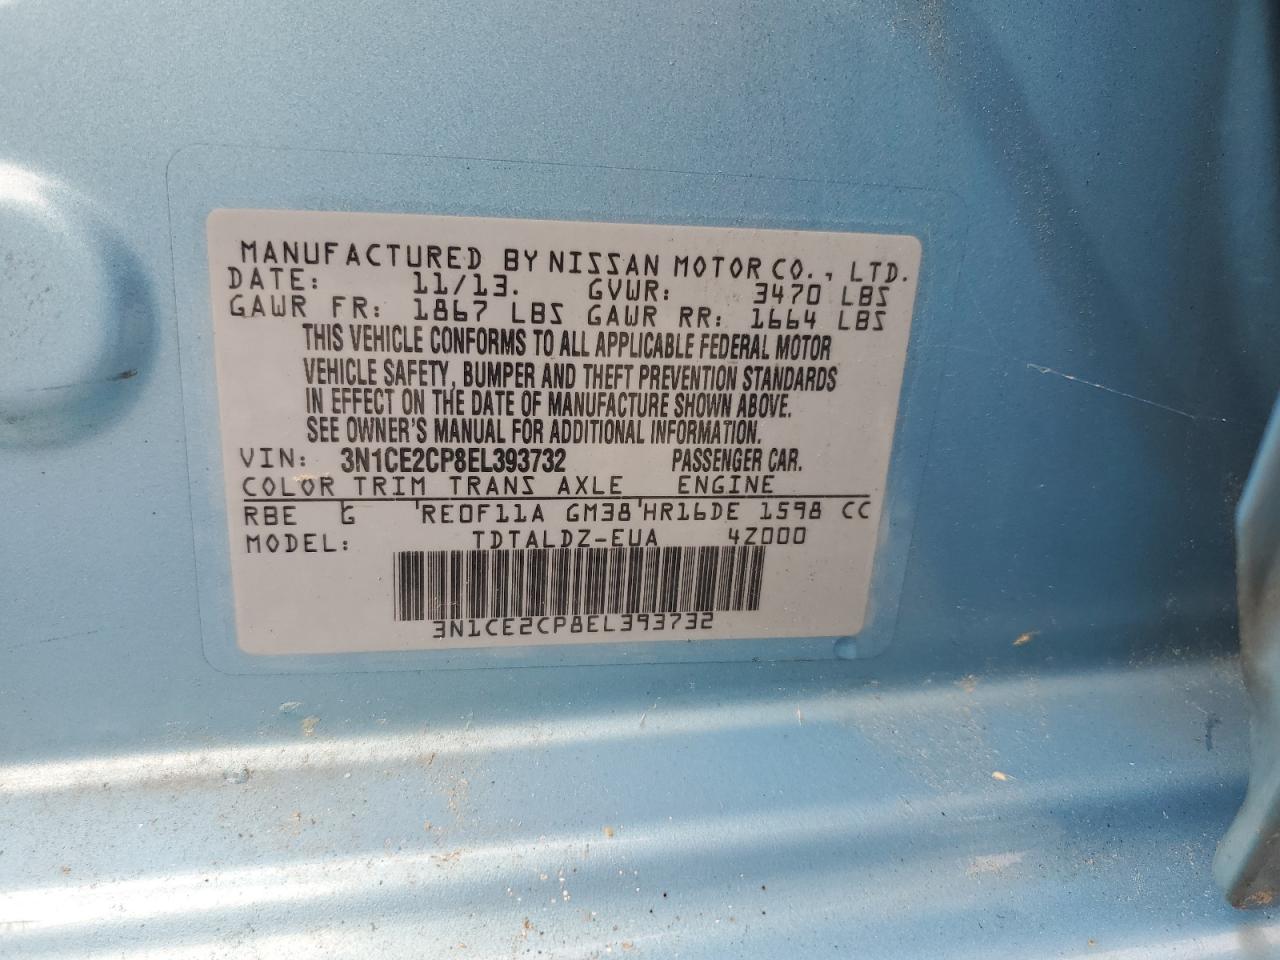 MANUFACTURED BY NISSAN MOTOR CO., LTD.
DATE: 11/13. GVWR: 3470 LBS
GAWR FR: 1867 LBS GAWR RR: 1664 LBS
THIS VEHICLE CONFORMS TO ALL APPLICABLE FEDERAL MOTOR
VEHICLE SAFETY, BUMPER AND THEFT PREVENTION STANDARDS
IN EFFECT ON THE DATE OF MANUFACTURE SHOWN ABOVE.
SEE OWNER'S MANUAL FOR ADDITIONAL INFORMATION.
VIN: 3N1CE2CP8EL393732 PASSENGER CAR.
COLOR TRIM TRANS AXLE ENGINE
RBE G RE0F11A GM38 HR16DE 1598 CC
MODEL: TDTALDZ-EUA 4Z000
3N1CE2CP8EL393732